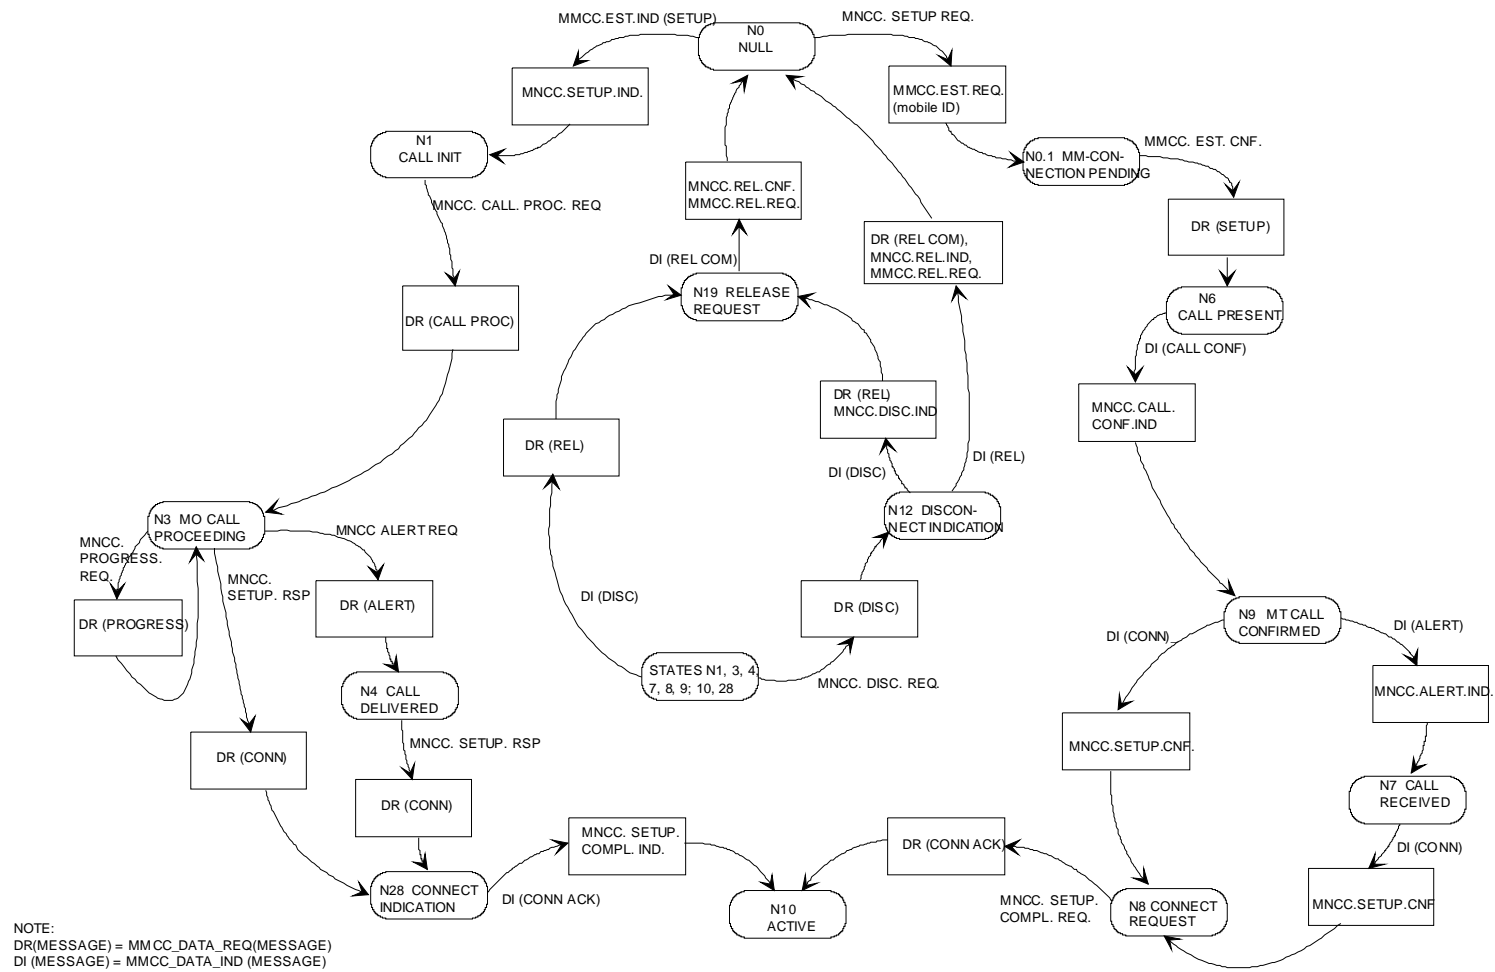 MMCC.EST.IND (SETUP)
N0
NULL
MNCC. SETUP REQ.
MNCC.SETUP.IND.
MMCC.EST.REQ.
(mobile ID)
N1
CALL INIT
N0.1 MM-CON-
NECTION PENDING
MMCC. EST. CNF.
MNCC. CALL. PROC. REQ
MNCC.REL.CNF.
MMCC.REL.REQ.
DR (SETUP)
DI (REL COM)
DR (REL COM),
MNCC.REL.IND,
MMCC.REL.REQ.
DR (CALL PROC)
N19 RELEASE
REQUEST
N6
CALL PRESENT
DI (CALL CONF)
DR (REL)
DR (REL)
MNCC.DISC.IND
MNCC.CALL.
CONF.IND
DI (DISC)
DI (REL)
N3 MO CALL
PROCEEDING
MNCC ALERT REQ
N12 DISCON-
NECT INDICATION
MNCC.
PROGRESS.
REQ.
MNCC.
SETUP. RSP
DR (PROGRESS)
DR (ALERT)
DI (DISC)
DR (DISC)
N9 MT CALL
CONFIRMED
DI (CONN)
DI (ALERT)
STATES N1, 3, 4,
7, 8, 9; 10, 28
MNCC. DISC. REQ.
N4 CALL
DELIVERED
MNCC.ALERT.IND.
MNCC. SETUP. RSP
DR (CONN)
MNCC.SETUP.CNF.
N7 CALL
RECEIVED
DR (CONN)
MNCC. SETUP.
COMPL. IND.
DR (CONN ACK)
DI (CONN)
N28 CONNECT
INDICATION
DI (CONN ACK)
N10
ACTIVE
MNCC. SETUP.
COMPL. REQ.
N8 CONNECT
REQUEST
MNCC.SETUP.CNF
NOTE:
DR(MESSAGE) = MMCC_DATA_REQ(MESSAGE)
DI (MESSAGE) = MMCC_DATA_IND (MESSAGE)